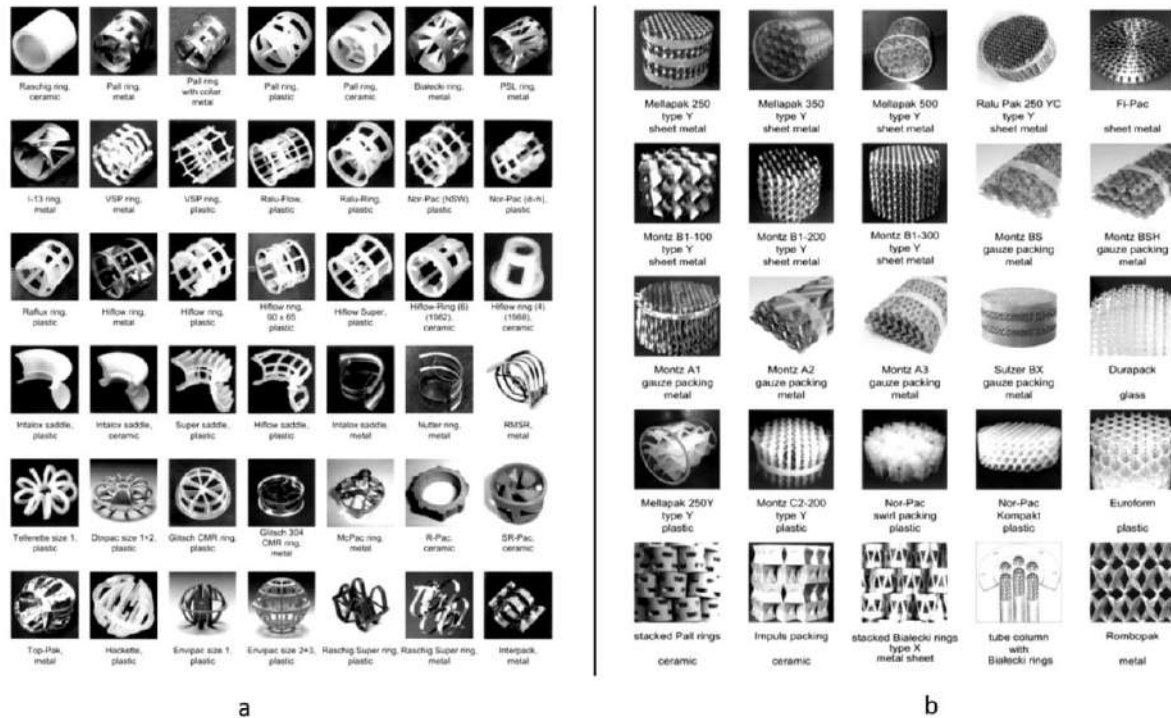 Raschig ring,
ceramic
Pall ring,
metal
Pall ring
with collar
metal
Pall ring,
plastic
Pall ring,
ceramic
Bialecki ring,
metal
PSL ring,
metal
I-13 ring,
metal
VSP ring,
metal
VSP ring,
plastic
Ralu-Flow,
plastic
Ralu-Ring,
plastic
Nor-Pac (NSW),
plastic
Nor-Pac
plastic
Raflux ring,
plastic
Hiflow ring,
metal
Hiflow ring,
plastic
Hiflow ring,
90 x 65
plastic
Hiflow Super,
plastic
Hiflow-Ring (6)
(1982),
ceramic
Hiflow ring (4)
(1988),
ceramic
Intalox saddle,
plastic
Intalox saddle,
ceramic
Super saddle,
plastic
Hiflow saddle,
plastic
Intalox saddle,
metal
Nutter ring,
metal
RMSR,
metal
Tellerette size 1,
plastic
size 1+2,
plastic
Glitsch CMR ring,
plastic
Glitsch 304
CMR ring,
metal
McPac ring,
metal
R-Pac,
ceramic
SR-Pac,
ceramic
Top-Pak,
metal
Hackette,
plastic
Envipac size 1,
plastic
Envipac size 2+3,
plastic
Raschig Super ring,
plastic
Raschig Super ring,
metal
Interpack,
metal
a
Mellapak 250
type Y
sheet metal
Mellapak 350
type Y
sheet metal
Mellapak 500
type Y
sheet metal
Ralu Pak 250 YC
type Y
sheet metal
Fi-Pac
sheet metal
Montz B1-100
type Y
sheet metal
Montz B1-200
type Y
sheet metal
Montz B1-300
type Y
sheet metal
Montz BS
gauze packing
metal
Montz BSH
gauze packing
metal
Montz A1
gauze packing
metal
Montz A2
gauze packing
metal
Montz A3
gauze packing
metal
Sulzer BX
gauze packing
metal
Durapack
glass
Mellapak 250Y
type Y
plastic
Montz C2-200
type Y
plastic
Nor-Pac
swirl packing
plastic
Nor-Pac
Kompakt
plastic
Euroform
plastic
stacked Pall rings
ceramic
Impuls packing
ceramic
stacked Bialecki rings
type X
metal sheet
tube column
with
Bialecki rings
Rombopak
metal
b